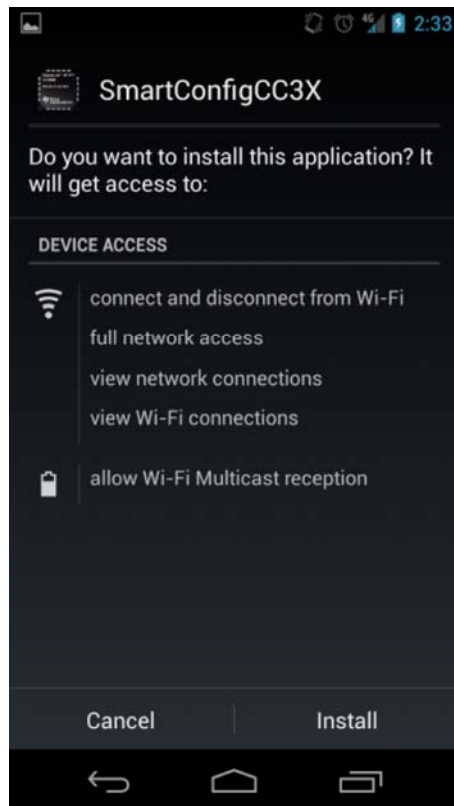 4G 2:33
SmartConfigCC3X
Do you want to install this application? It
will get access to:
DEVICE ACCESS
connect and disconnect from Wi-Fi
full network access
view network connections
view Wi-Fi connections
allow Wi-Fi Multicast reception
Cancel Install